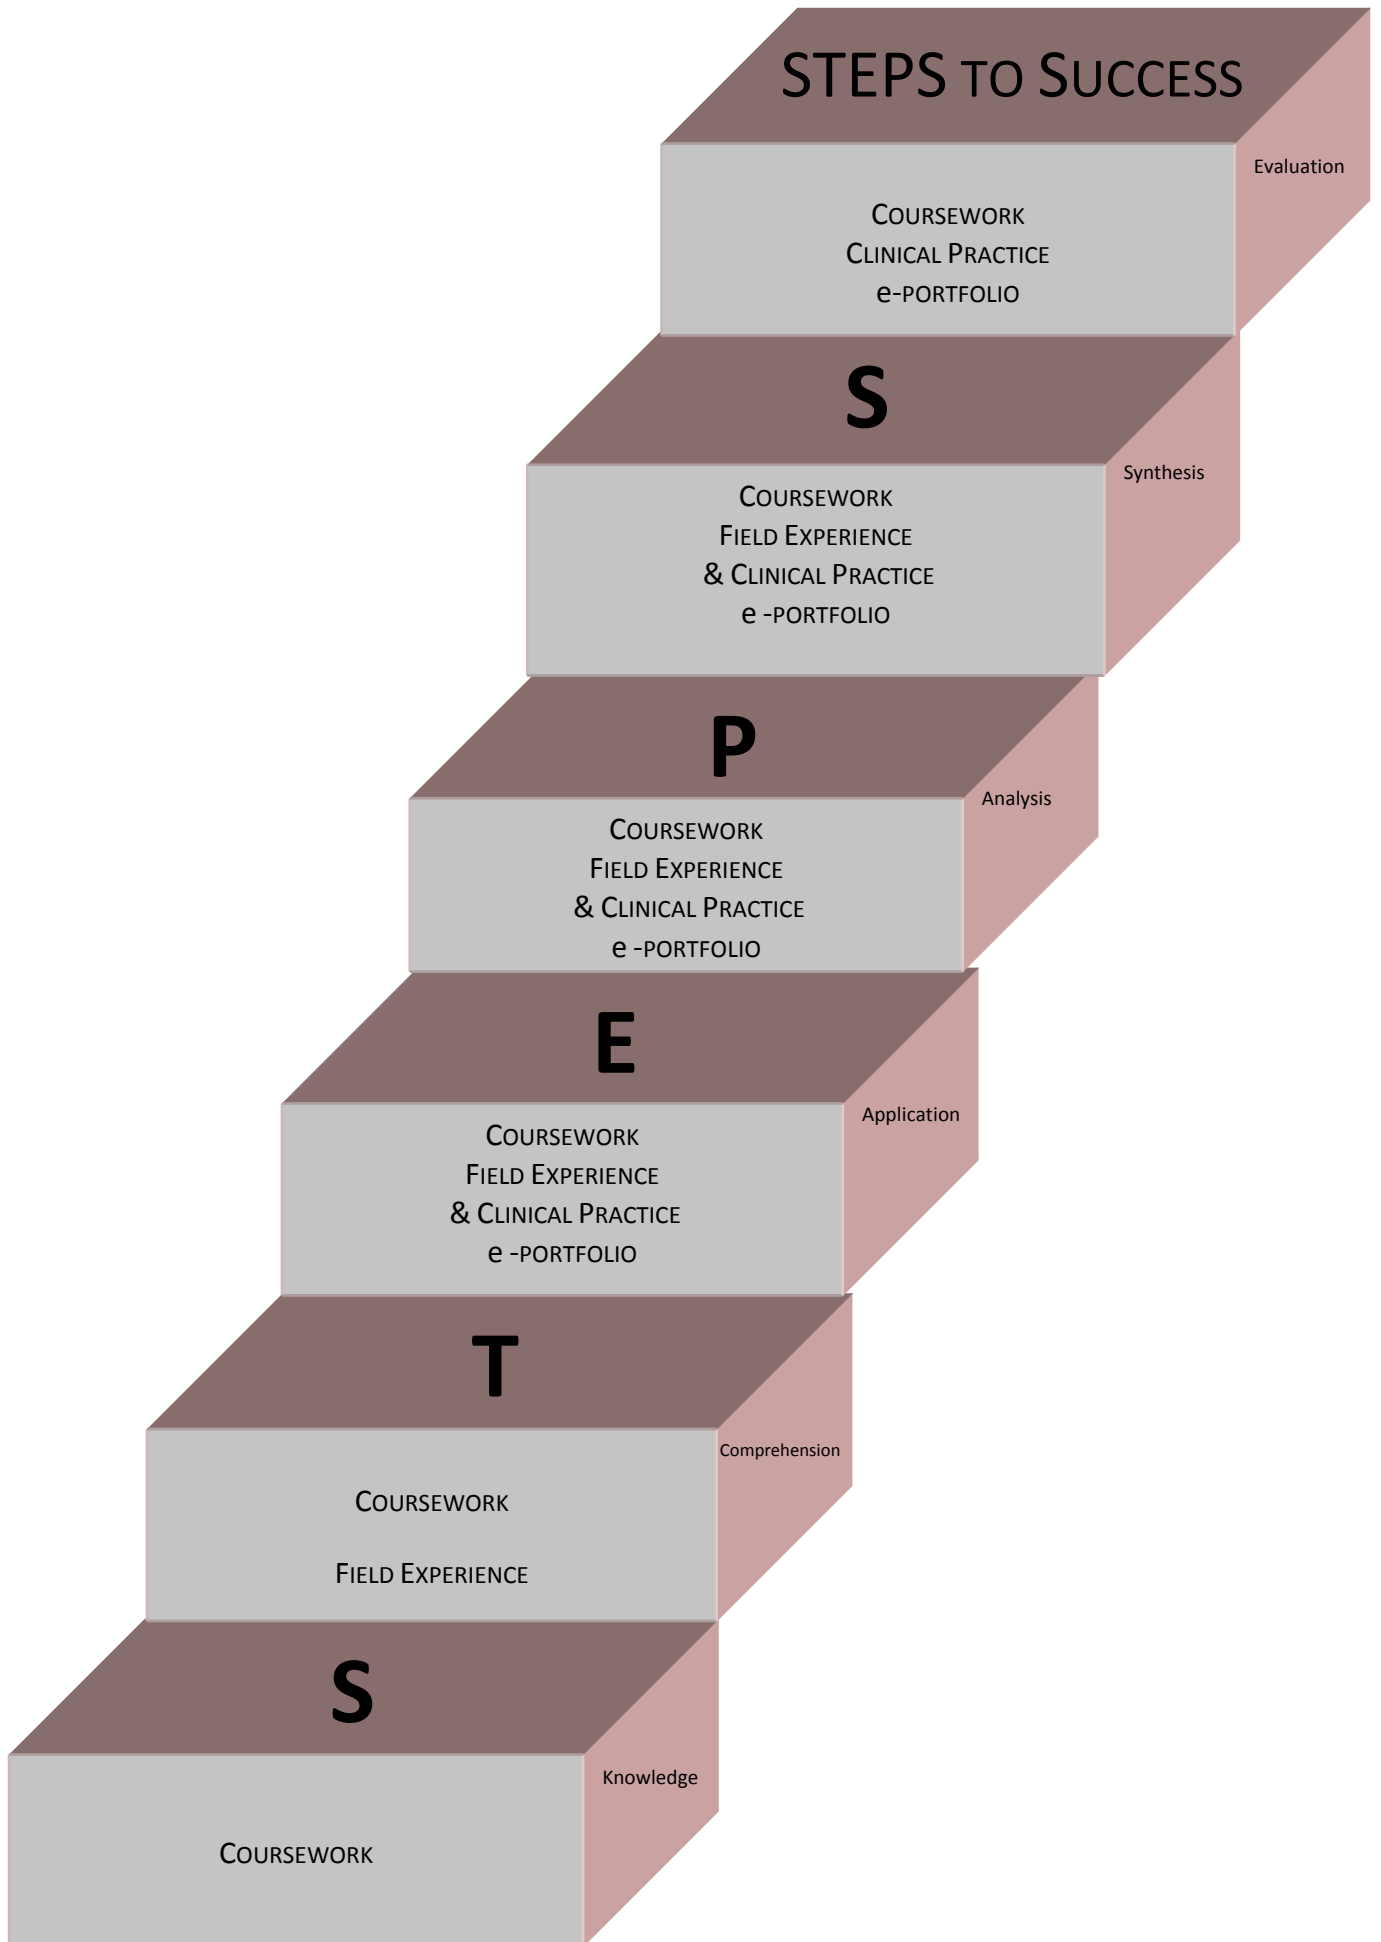 STEPS TO SUCCESS
Evaluation
COURSEWORK
CLINICAL PRACTICE
e-PORTFOLIO
S
Synthesis
COURSEWORK
FIELD EXPERIENCE
& CLINICAL PRACTICE
e -PORTFOLIO
P
Analysis
COURSEWORK
FIELD EXPERIENCE
& CLINICAL PRACTICE
e -PORTFOLIO
E
Application
COURSEWORK
FIELD EXPERIENCE
& CLINICAL PRACTICE
e -PORTFOLIO
T
Comprehension
COURSEWORK
FIELD EXPERIENCE
S
Knowledge
COURSEWORK